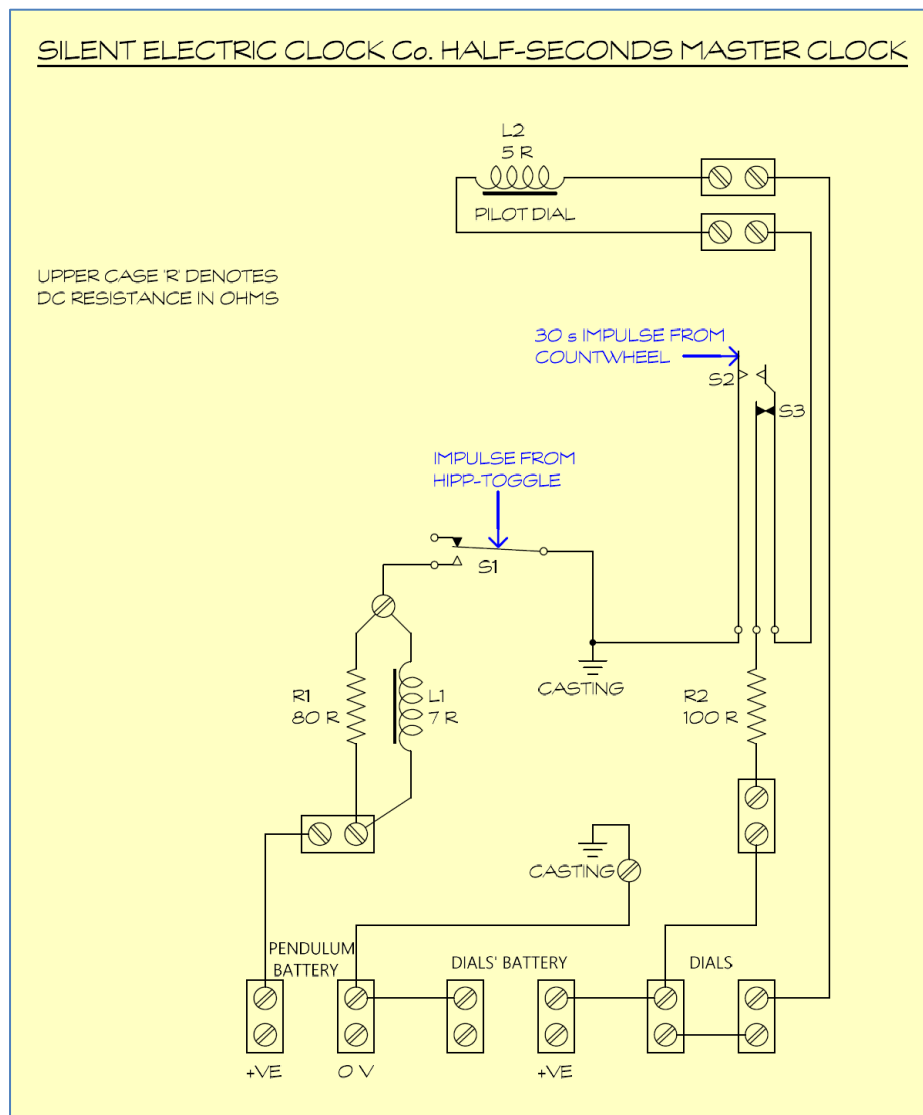 SILENT ELECTRIC CLOCK Co. HALF-SECONDS MASTER CLOCK
L2
5 R
PILOT DIAL
UPPER CASE 'R' DENOTES
DC RESISTANCE IN OHMS
30 s IMPULSE FROM
COUNTWHEEL
S2
S3
IMPULSE FROM
HIPP-TOGGLE
S1
CASTING
R1
80 R
L1
7 R
R2
100 R
CASTING
PENDULUM
BATTERY
DIALS' BATTERY
DIALS
+VE
0 V
+VE